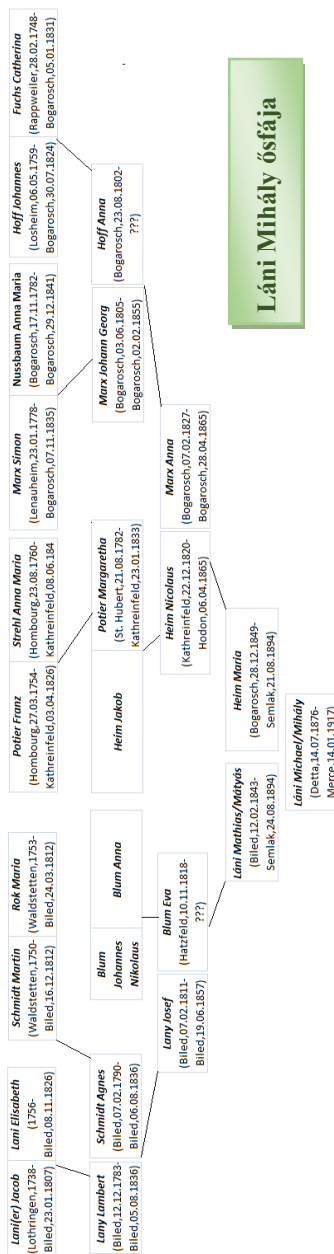 Láni Mihály ősfája
Lani(er) Jacob
(Lothringen,1738-
Biled,23.01.1807)
Lani Elisabeth
(1756-
Biled,08.11.1826)
Schmidt Martin
(Waldstetten,1750-
Biled,16.12.1812)
Rok Maria
(Waldstetten,1753-
Biled,24.03.1812)
Potier Franz
(Hombourg,27.03.1754-
Kathreinfeld,03.04.1826)
Strehl Anna Maria
(Hombourg,23.08.1760-
Kathreinfeld,08.06.184
Marx Simon
(Lenauheim,23.01.1778-
Bogarosch,07.11.1835)
Nussbaum Anna Maria
(Bogarosch,17.11.1782-
Bogarosch,29.12.1841)
Hoff Johannes
(Losheim,06.05.1759-
Bogarosch,30.07.1824)
Fuchs Catherina
(Rappweiler,28.02.1748-
Bogarosch,05.01.1831)
Lany Lambert
(Biled,12.12.1783-
Biled,05.08.1836)
Schmidt Agnes
(Biled,07.02.1790-
Biled,06.08.1836)
Blum
Johannes
Nikolaus
Blum Anna
Heim Jakob
Potier Margaretha
(St. Hubert,21.08.1782-
Kathreinfeld,23.01.1833)
Marx Johann Georg
(Bogarosch,03.06.1805-
Bogarosch,02.02.1855)
Hoff Anna
(Bogarosch,23.08.1802-
???)
Lany Josef
(Biled,07.02.1811-
Biled,19.06.1857)
Blum Eva
(Hatzfeld,10.11.1818-
???)
Heim Nicolaus
(Kathreinfeld,22.12.1820-
Hodon,06.04.1865)
Marx Anna
(Bogarosch,07.02.1827-
Bogarosch,28.04.1865)
Láni Mathias/Mátyás
(Biled,12.02.1843-
Semlak,24.08.1894)
Heim Maria
(Bogarosch,28.12.1849-
Semlak,21.08.1894)
Láni Michael/Mihály
(Detta,14.07.1876-
Merce,14.01.1917)